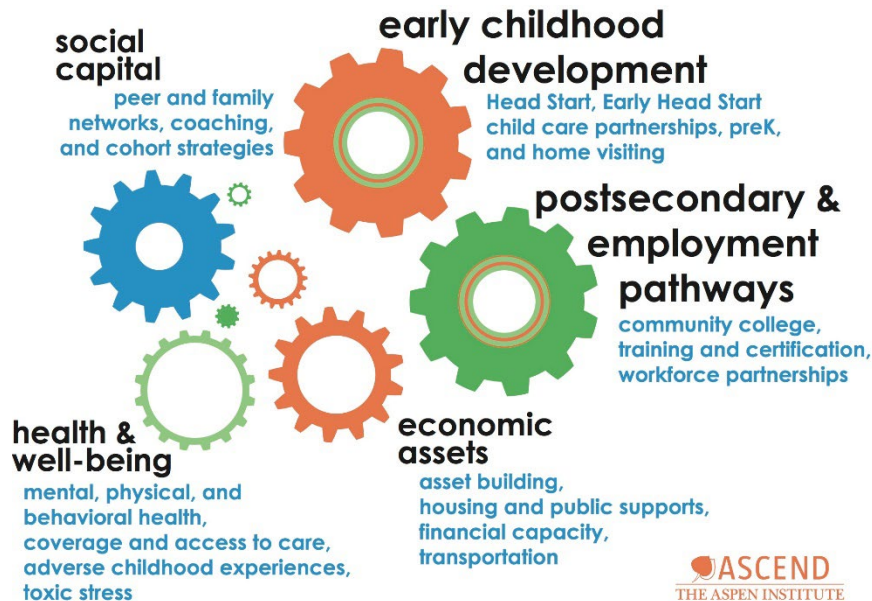 social
capital
peer and family
networks, coaching,
and cohort strategies
early childhood
development
Head Start, Early Head Start
child care partnerships, preK,
and home visiting
postsecondary &
employment
pathways
community college,
training and certification,
workforce partnerships
health &
well-being
mental, physical, and
behavioral health,
coverage and access to care,
adverse childhood experiences,
toxic stress
economic
assets
asset building,
housing and public supports,
financial capacity,
transportation
ASCEND
THE ASPEN INSTITUTE